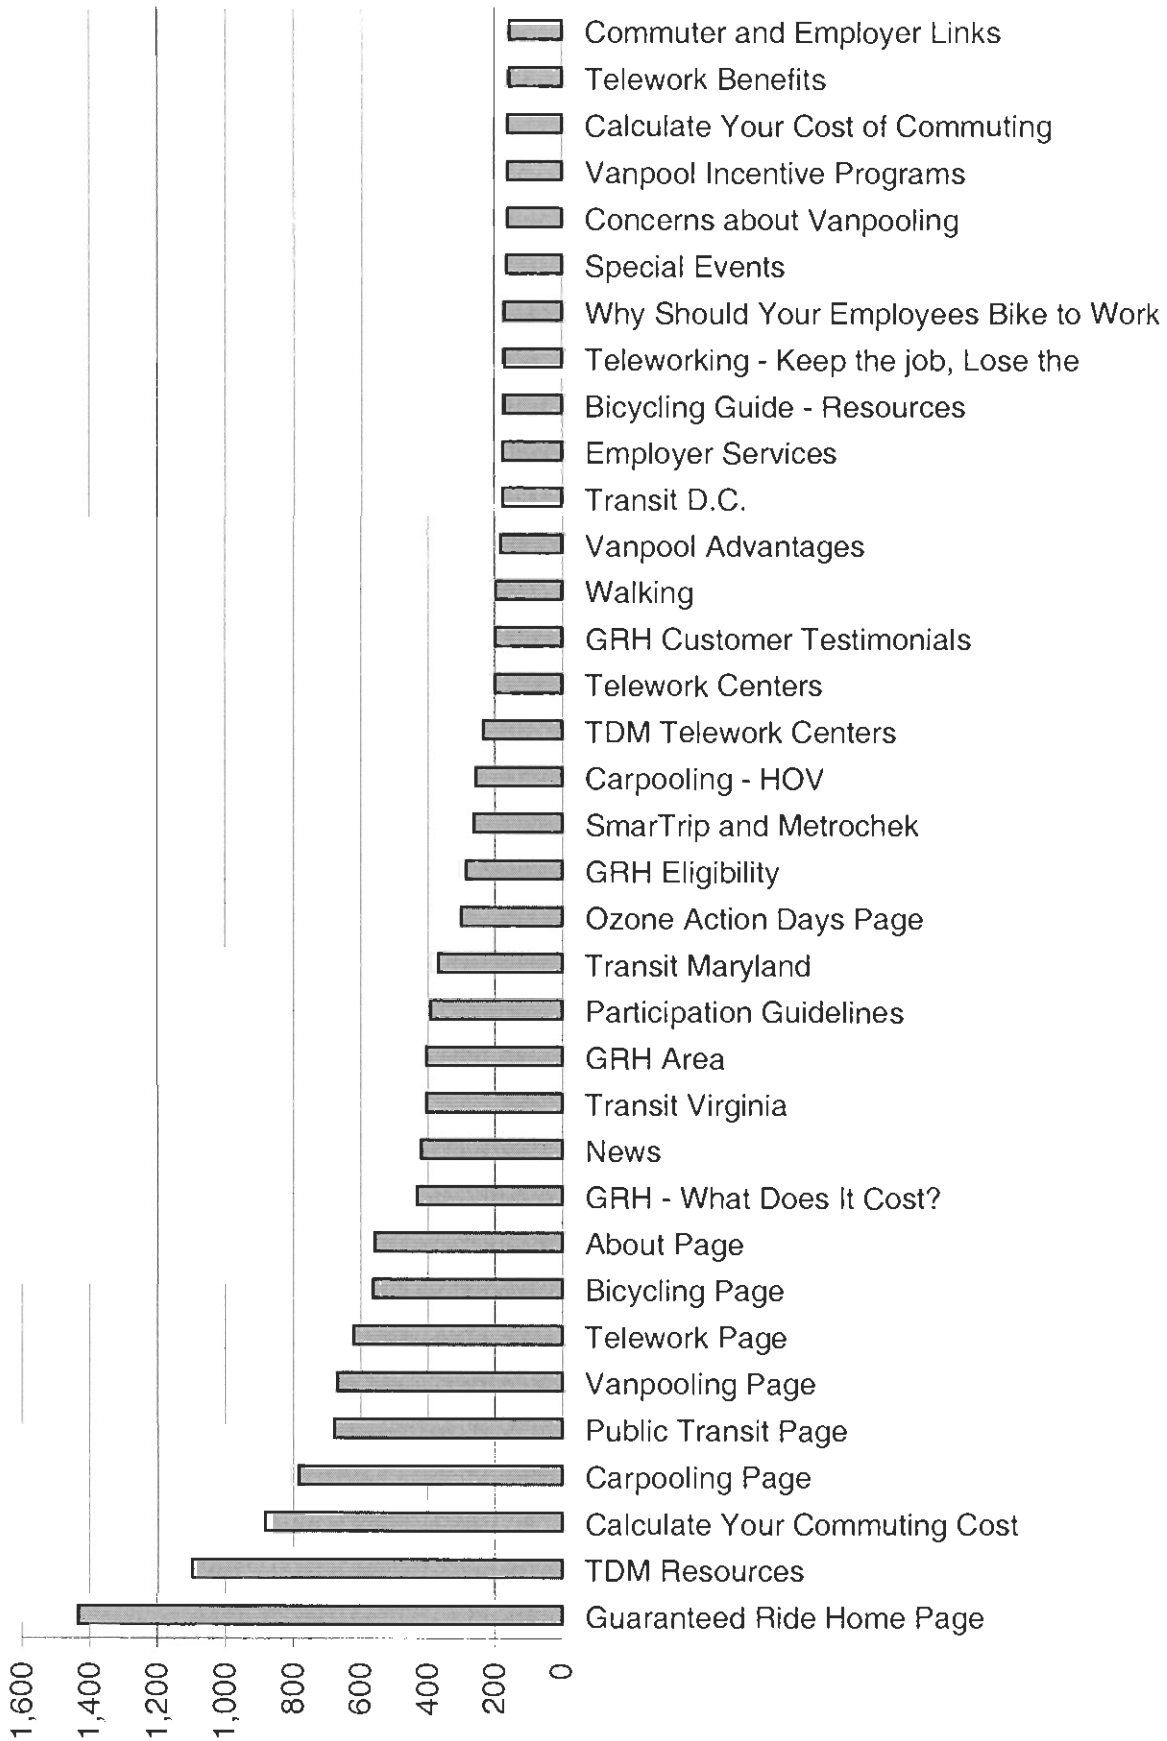 Commuter and Employer Links
Telework Benefits
Calculate Your Cost of Commuting
Vanpool Incentive Programs
Concerns about Vanpooling
Special Events
Why Should Your Employees Bike to Work
Teleworking - Keep the job, Lose the
Bicycling Guide - Resources
Employer Services
Transit D.C.
Vanpool Advantages
Walking
GRH Customer Testimonials
Telework Centers
TDM Telework Centers
Carpooling - HOV
SmarTrip and Metrochek
GRH Eligibility
Ozone Action Days Page
Transit Maryland
Participation Guidelines
GRH Area
Transit Virginia
News
GRH - What Does It Cost?
About Page
Bicycling Page
Telework Page
Vanpooling Page
Public Transit Page
Carpooling Page
Calculate Your Commuting Cost
TDM Resources
Guaranteed Ride Home Page
1,600
1,400
1,200
1,000
800
600
400
200
0